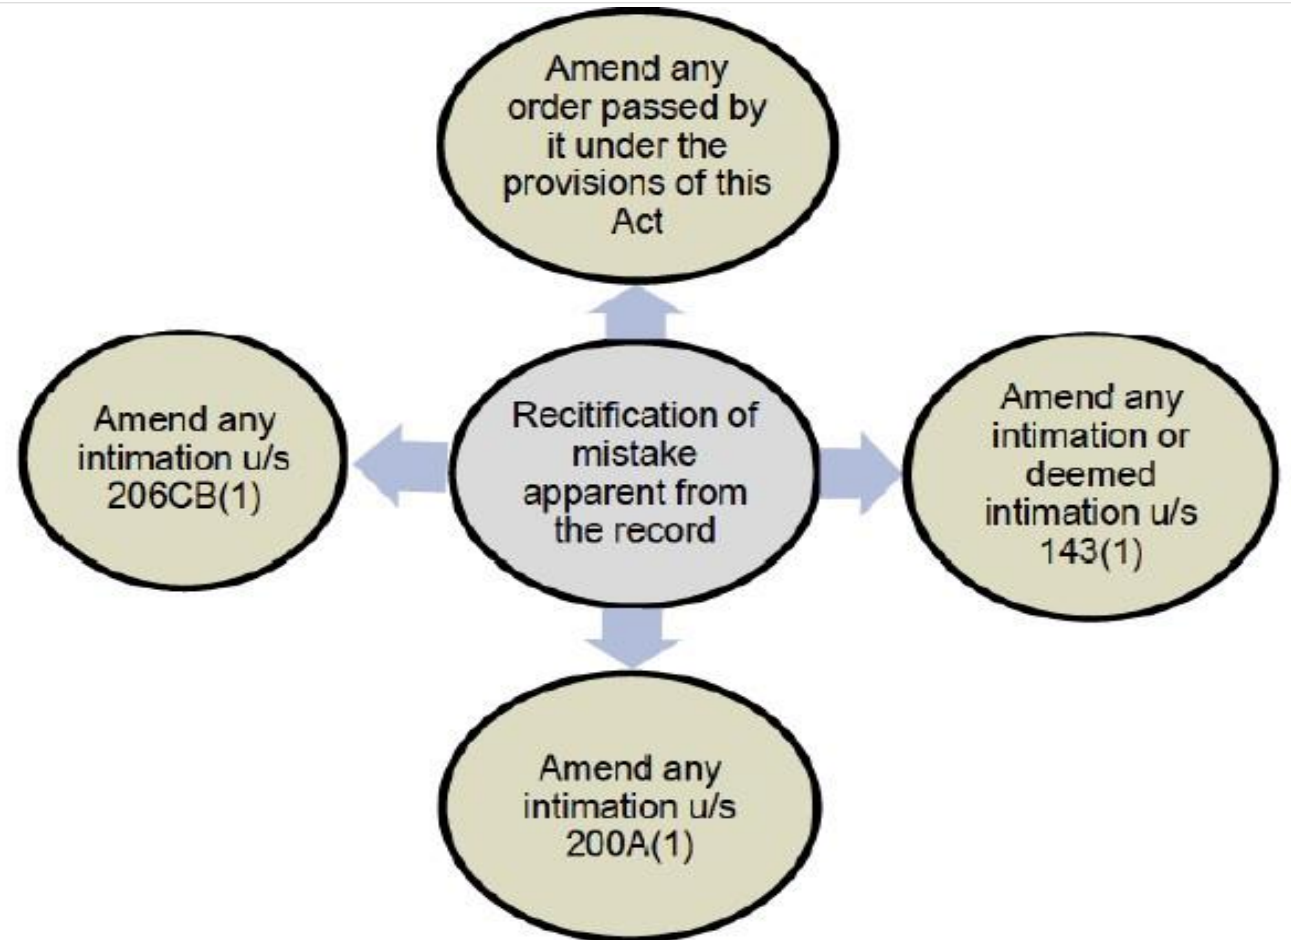 Amend any
order passed by
it under the
provisions of this
Act
Amend any
intimation u/s
206CB(1)
Recitification of
mistake
apparent from
the record
Amend any
intimation or
deemed
intimation u/s
143(1)
Amend any
intimation u/s
200A(1)